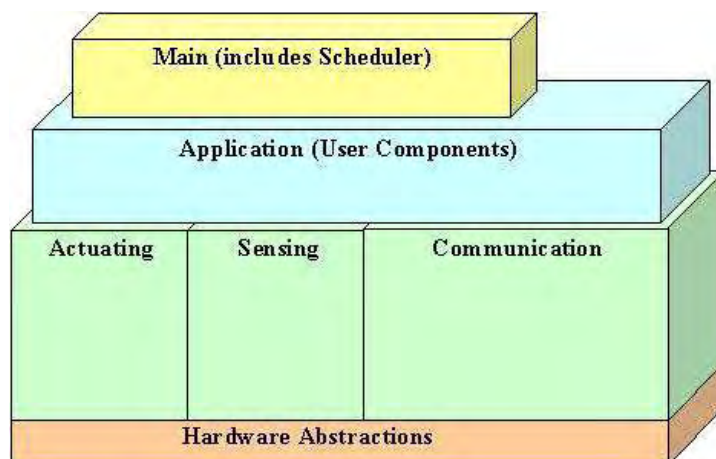 Main (includes Scheduler)
Application (User Components)
Actuating
Sensing
Communication
Hardware Abstractions